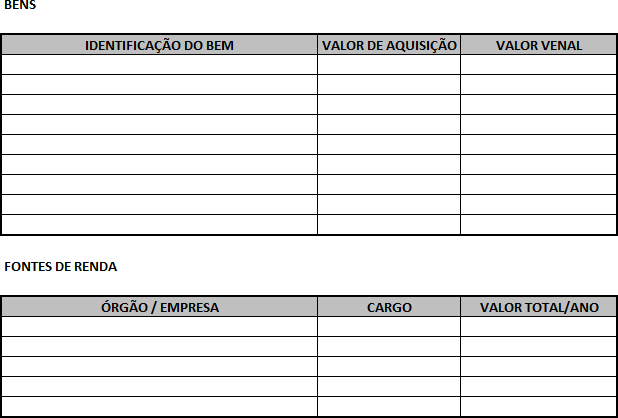 BENS
IDENTIFICAÇÃO DO BEM VALOR DE AQUISIÇÃO VALOR VENAL
FONTES DE RENDA
ÓRGÃO / EMPRESA CARGO VALOR TOTAL/ANO